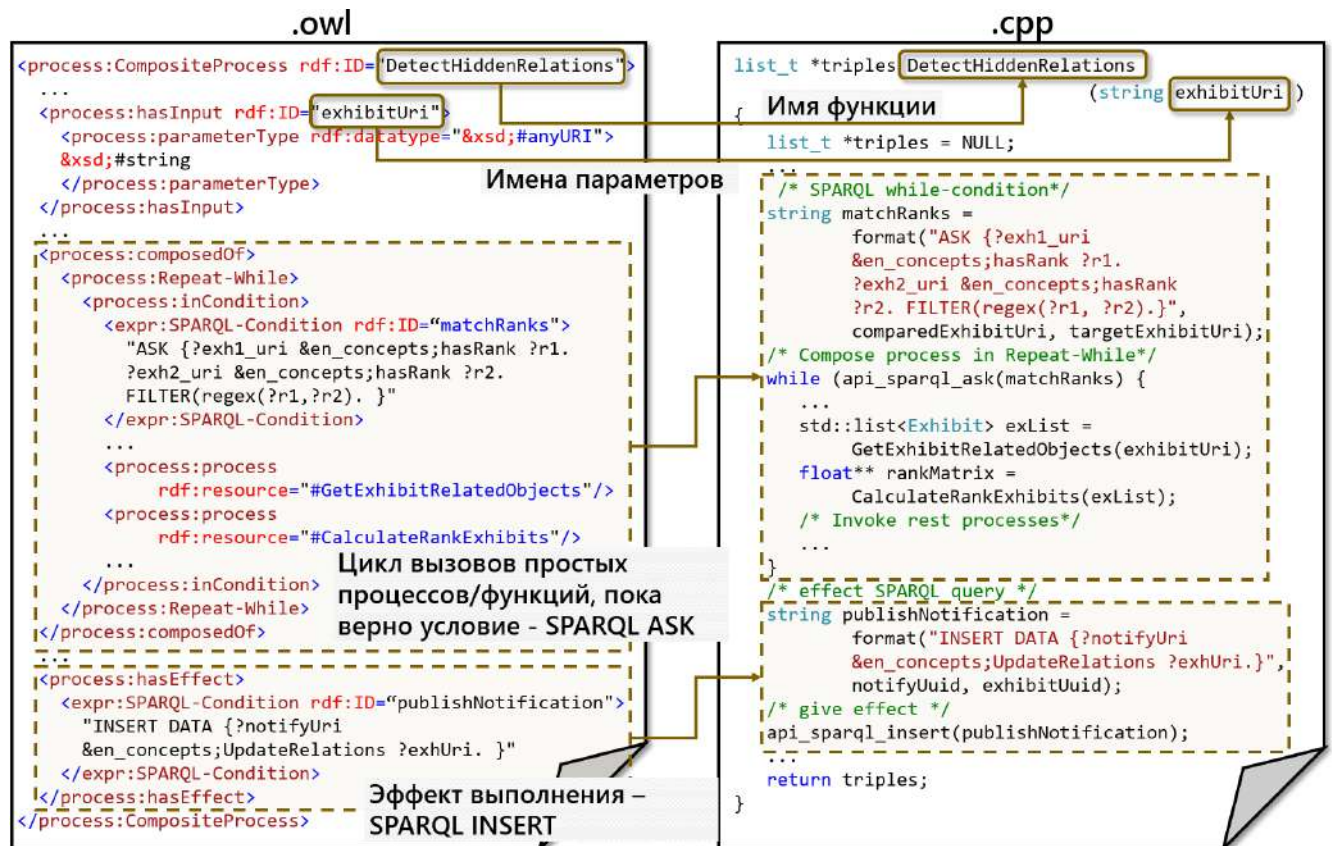 .owl
<process:CompositeProcess rdf:ID="DetectHiddenRelations">
...
<process:hasInput rdf:ID="exhibitUri">
<process:parameterType rdf:datatype="&xsd;#anyURI">
&xsd;#string
</process:parameterType>
</process:hasInput>
...
<process:composedOf>
<process:Repeat-While>
<process:inCondition>
<expr:SPARQL-Condition rdf:ID=“matchRanks">
"ASK {?exh1_uri &en_concepts;hasRank ?r1.
?exh2_uri &en_concepts;hasRank ?r2.
FILTER(regex(?r1,?r2). }"
</expr:SPARQL-Condition>
...
<process:process
rdf:resource="#GetExhibitRelatedObjects"/>
<process:process
rdf:resource="#CalculateRankExhibits"/>
...
</process:inCondition>
</process:Repeat-While>
</process:composedOf>
...
<process:hasEffect>
<expr:SPARQL-Condition rdf:ID=“publishNotification">
"INSERT DATA {?notifyUri
&en_concepts;UpdateRelations ?exhUri. }"
</expr:SPARQL-Condition>
</process:hasEffect>
</process:CompositeProcess>
Имена параметров
Цикл вызовов простых
процессов/функций, пока
верно условие - SPARQL ASK
Эффект выполнения –
SPARQL INSERT
.cpp
list_t *triples DetectHiddenRelations
(string exhibitUri )
Имя функции
{
list_t *triples = NULL;
...
/* SPARQL while-condition*/
string matchRanks =
format("ASK {?exh1_uri
&en_concepts;hasRank ?r1.
?exh2_uri &en_concepts;hasRank
?r2. FILTER(regex(?r1, ?r2).}",
comparedExhibitUri, targetExhibitUri);
/* Compose process in Repeat-While*/
while (api_sparql_ask(matchRanks) {
...
std::list<Exhibit> exList =
GetExhibitRelatedObjects(exhibitUri);
float** rankMatrix =
CalculateRankExhibits(exList);
/* Invoke rest processes*/
...
}
/* effect SPARQL query */
string publishNotification =
format("INSERT DATA {?notifyUri
&en_concepts;UpdateRelations ?exhUri.}",
notifyUuid, exhibitUuid);
/* give effect */
api_sparql_insert(publishNotification);
...
return triples;
}